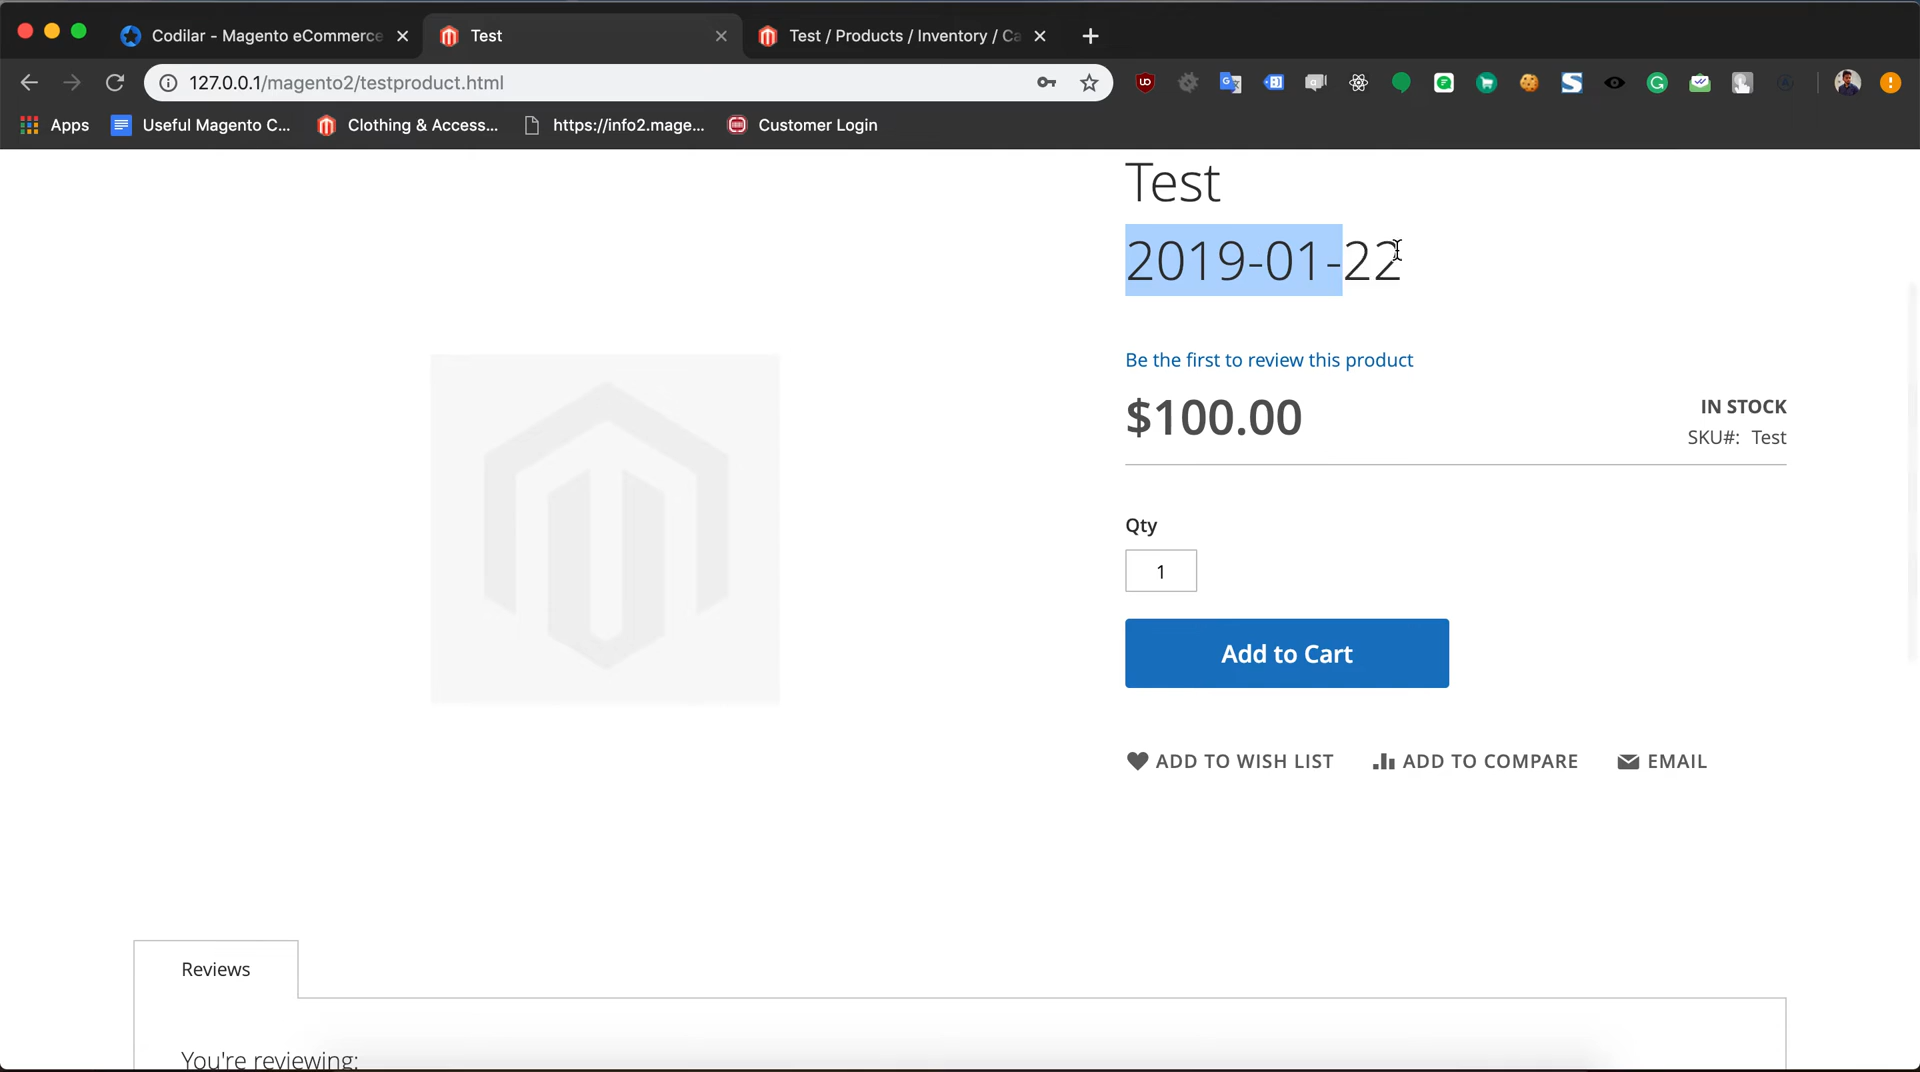 Codilar - Magento eCommerce
Test
Test / Products / Inventory / Ca
127.0.0.1/magento2/testproduct.html
Apps
Useful Magento C...
Clothing & Access...
https://info2.mage...
Customer Login
Test
2019-01-22
Be the first to review this product
$100.00
IN STOCK
SKU#: Test
Qty
1
Add to Cart
ADD TO WISH LIST
ADD TO COMPARE
EMAIL
Reviews
You're reviewing: